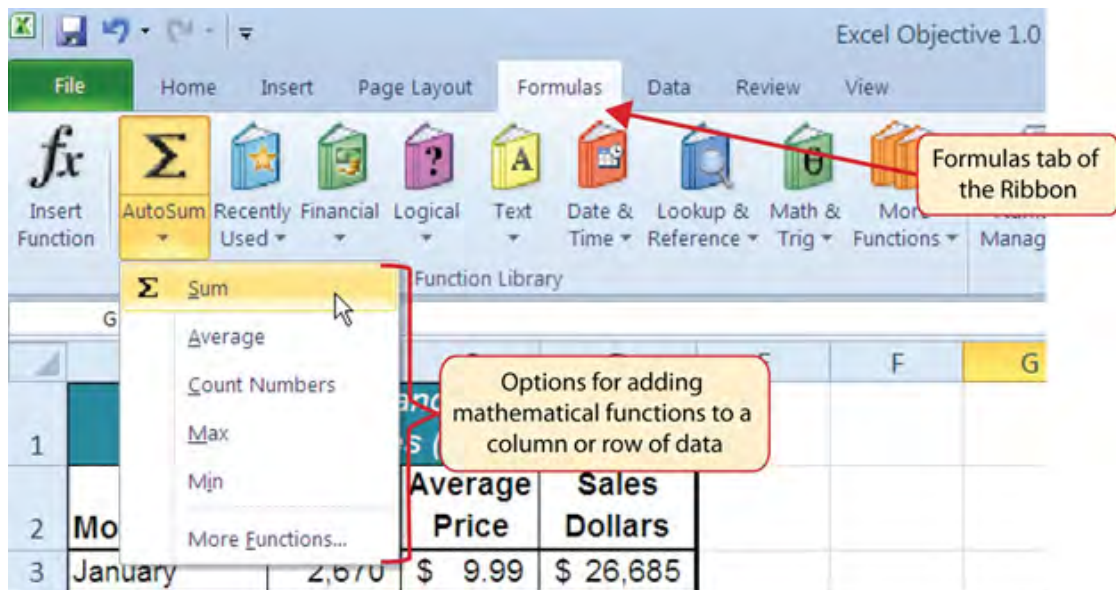 Excel Objective 1.0
File Home Insert Page Layout Formulas Data Review View
fx Σ ? A θ
Insert AutoSum Recently Financial Logical Text Date & Lookup & Math & More
Function Used Time Reference Trig Functions Manag
Formulas tab of
the Ribbon
Function Library
Σ Sum
Average
Count Numbers
Max
Min
More Functions...
G
Options for adding
mathematical functions to a
column or row of data
F G
1
2 Mo Average Sales
Price Dollars
3 January 2,670 $ 9.99 $ 26,685